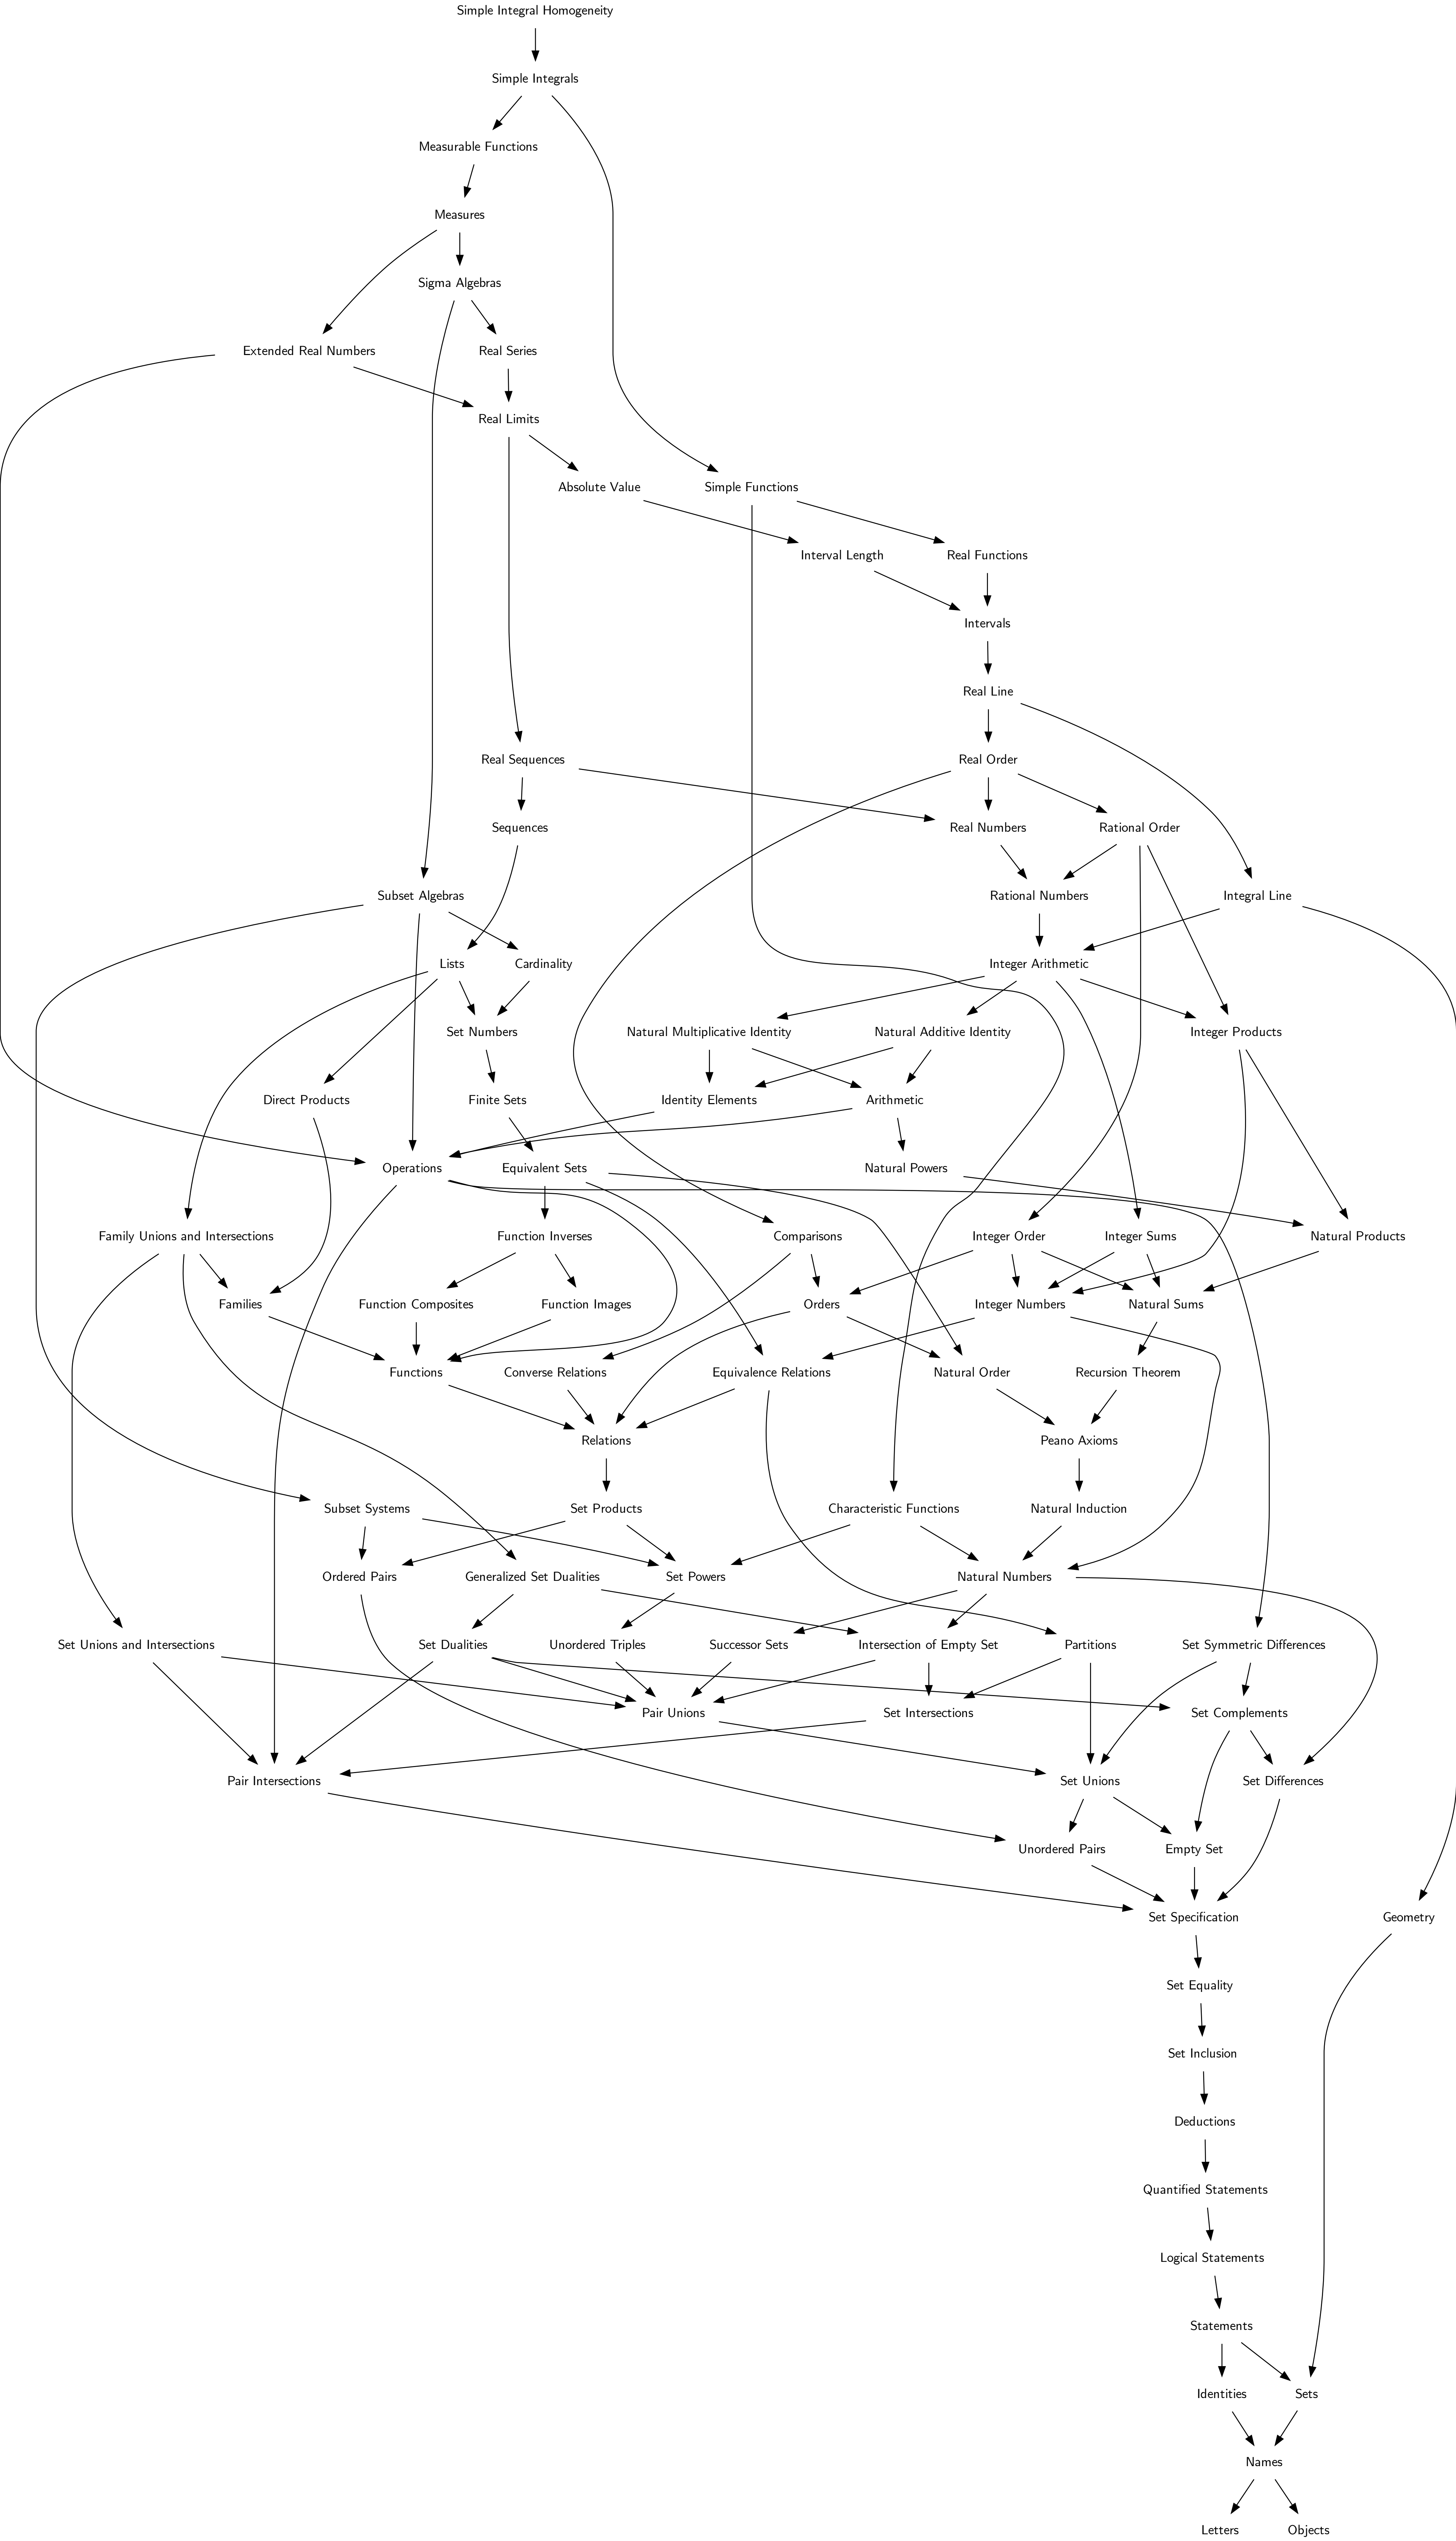 Simple Integral Homogeneity
Simple Integrals
Measurable Functions
Measures
Sigma Algebras
Extended Real Numbers
Real Series
Real Limits
Absolute Value
Simple Functions
Interval Length
Real Functions
Intervals
Real Line
Real Sequences
Real Order
Sequences
Real Numbers
Rational Order
Subset Algebras
Rational Numbers
Integral Line
Lists
Cardinality
Integer Arithmetic
Set Numbers
Natural Multiplicative Identity
Natural Additive Identity
Integer Products
Direct Products
Finite Sets
Identity Elements
Arithmetic
Operations
Equivalent Sets
Natural Powers
Family Unions and Intersections
Function Inverses
Comparisons
Integer Order
Integer Sums
Natural Products
Families
Function Composites
Function Images
Orders
Integer Numbers
Natural Sums
Functions
Converse Relations
Equivalence Relations
Natural Order
Recursion Theorem
Relations
Peano Axioms
Subset Systems
Set Products
Characteristic Functions
Natural Induction
Ordered Pairs
Generalized Set Dualities
Set Powers
Natural Numbers
Set Unions and Intersections
Set Dualities
Unordered Triples
Successor Sets
Intersection of Empty Set
Partitions
Set Symmetric Differences
Pair Unions
Set Intersections
Set Complements
Pair Intersections
Set Unions
Set Differences
Unordered Pairs
Empty Set
Set Specification
Geometry
Set Equality
Set Inclusion
Deductions
Quantified Statements
Logical Statements
Statements
Identities
Sets
Names
Letters
Objects